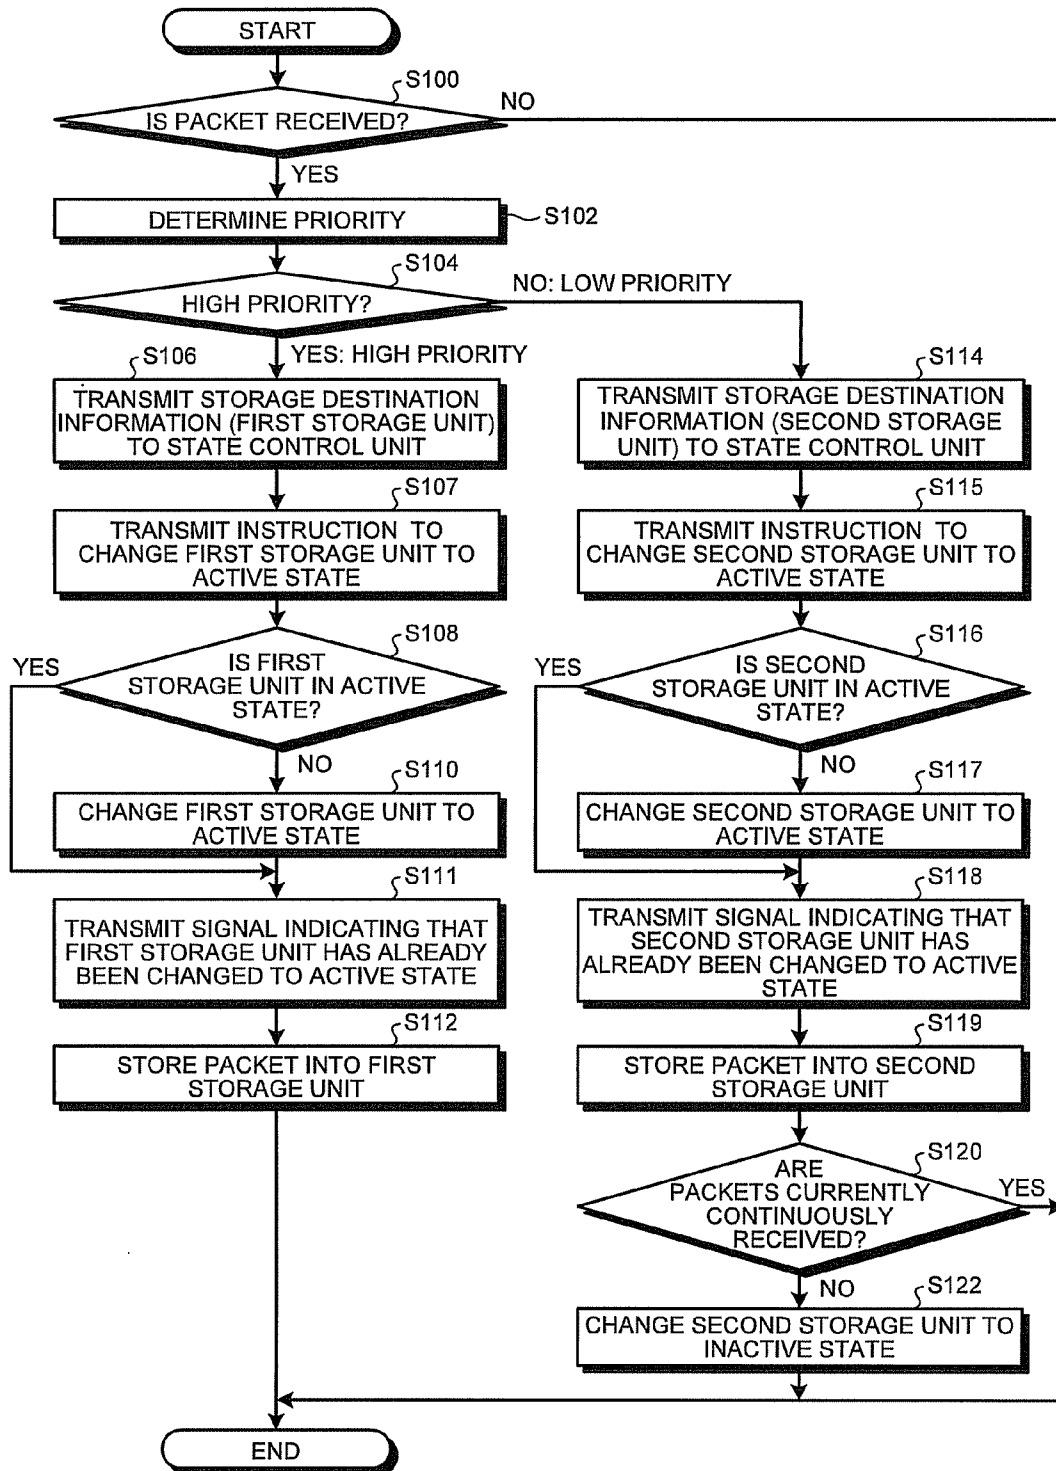 START
S100
IS PACKET RECEIVED?
NO
YES
DETERMINE PRIORITY
S102
S104
HIGH PRIORITY?
NO: LOW PRIORITY
YES: HIGH PRIORITY
S106
TRANSMIT STORAGE DESTINATION
INFORMATION (FIRST STORAGE UNIT)
TO STATE CONTROL UNIT
S107
TRANSMIT INSTRUCTION TO
CHANGE FIRST STORAGE UNIT TO
ACTIVE STATE
S108
YES
IS FIRST
STORAGE UNIT IN ACTIVE
STATE?
NO
S110
CHANGE FIRST STORAGE UNIT TO
ACTIVE STATE
S111
TRANSMIT SIGNAL INDICATING THAT
FIRST STORAGE UNIT HAS ALREADY
BEEN CHANGED TO ACTIVE STATE
S112
STORE PACKET INTO FIRST
STORAGE UNIT
S114
TRANSMIT STORAGE DESTINATION
INFORMATION (SECOND STORAGE
UNIT) TO STATE CONTROL UNIT
S115
TRANSMIT INSTRUCTION TO
CHANGE SECOND STORAGE UNIT TO
ACTIVE STATE
S116
YES
IS SECOND
STORAGE UNIT IN ACTIVE
STATE?
NO
S117
CHANGE SECOND STORAGE UNIT TO
ACTIVE STATE
S118
TRANSMIT SIGNAL INDICATING THAT
SECOND STORAGE UNIT HAS
ALREADY BEEN CHANGED TO ACTIVE
STATE
S119
STORE PACKET INTO SECOND
STORAGE UNIT
S120
ARE
PACKETS CURRENTLY
CONTINUOUSLY
RECEIVED?
YES
NO
S122
CHANGE SECOND STORAGE UNIT TO
INACTIVE STATE
END